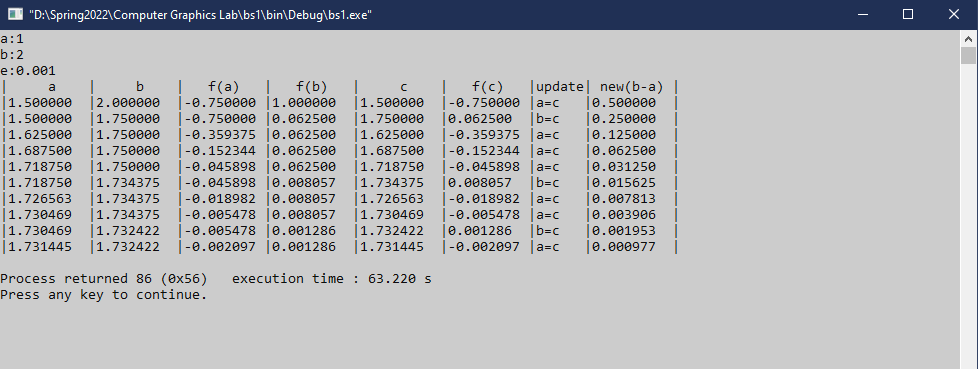 "D:\Spring2022\Computer Graphics Lab\bs1\bin\Debug\bs1.exe"
a:1
b:2
e:0.001
|     a    |     b    |   f(a)   |   f(b)   |     c    |   f(c)   |update| new(b-a) |
|1.500000  |2.000000  |-0.750000 |1.000000  |1.500000  |-0.750000 |a=c   |0.500000  |
|1.500000  |1.750000  |-0.750000 |0.062500  |1.750000  |0.062500  |b=c   |0.250000  |
|1.625000  |1.750000  |-0.359375 |0.062500  |1.625000  |-0.359375 |a=c   |0.125000  |
|1.687500  |1.750000  |-0.152344 |0.062500  |1.687500  |-0.152344 |a=c   |0.062500  |
|1.718750  |1.750000  |-0.045898 |0.062500  |1.718750  |-0.045898 |a=c   |0.031250  |
|1.718750  |1.734375  |-0.045898 |0.008057  |1.734375  |0.008057  |b=c   |0.015625  |
|1.726563  |1.734375  |-0.018982 |0.008057  |1.726563  |-0.018982 |a=c   |0.007813  |
|1.730469  |1.734375  |-0.005478 |0.008057  |1.730469  |-0.005478 |a=c   |0.003906  |
|1.730469  |1.732422  |-0.005478 |0.001286  |1.732422  |0.001286  |b=c   |0.001953  |
|1.731445  |1.732422  |-0.002097 |0.001286  |1.731445  |-0.002097 |a=c   |0.000977  |
Process returned 86 (0x56)   execution time : 63.220 s
Press any key to continue.